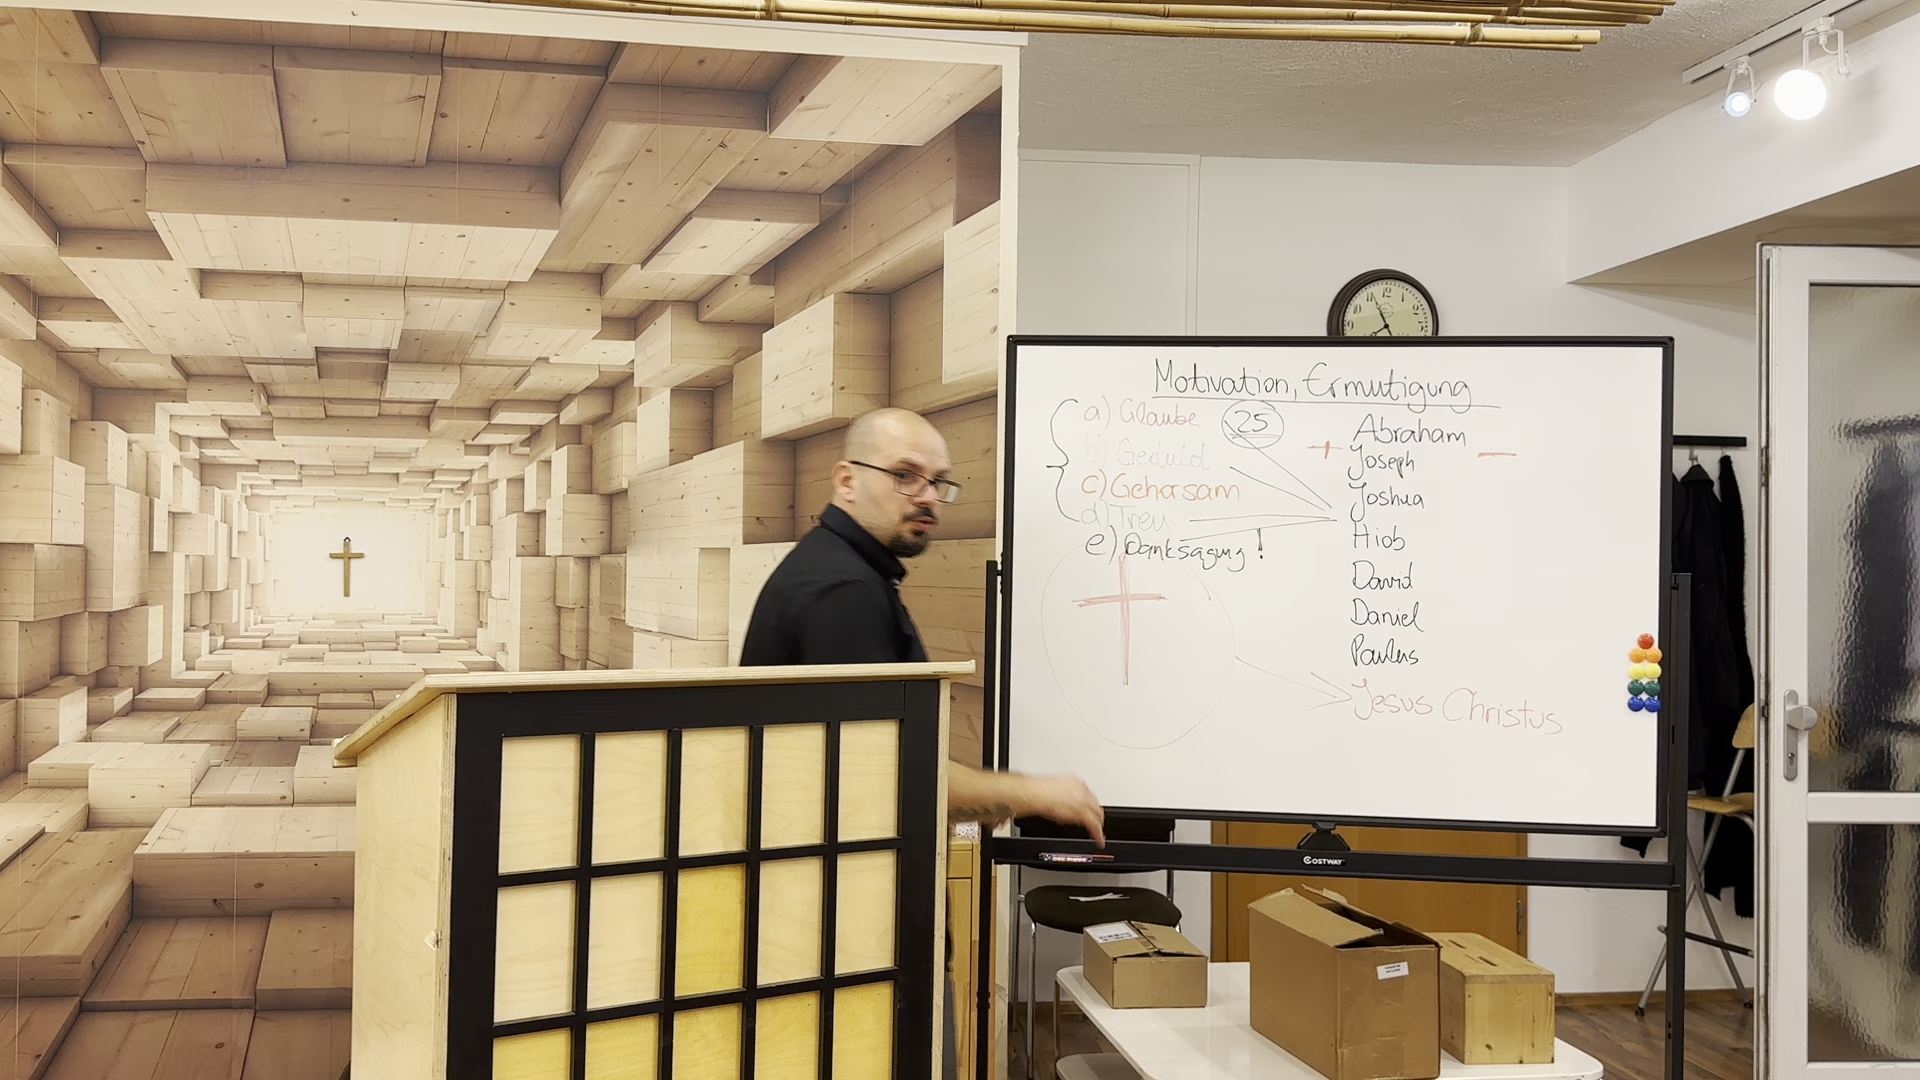 Motivation, Ermutigung
a) Glaube
25
b) Geduld
c) Gehorsam
d) Treu
e) Danksagung !
Abraham
+ Joseph −
Joshua
Hiob
David
Daniel
Paulus
Jesus Christus
COSTWAY